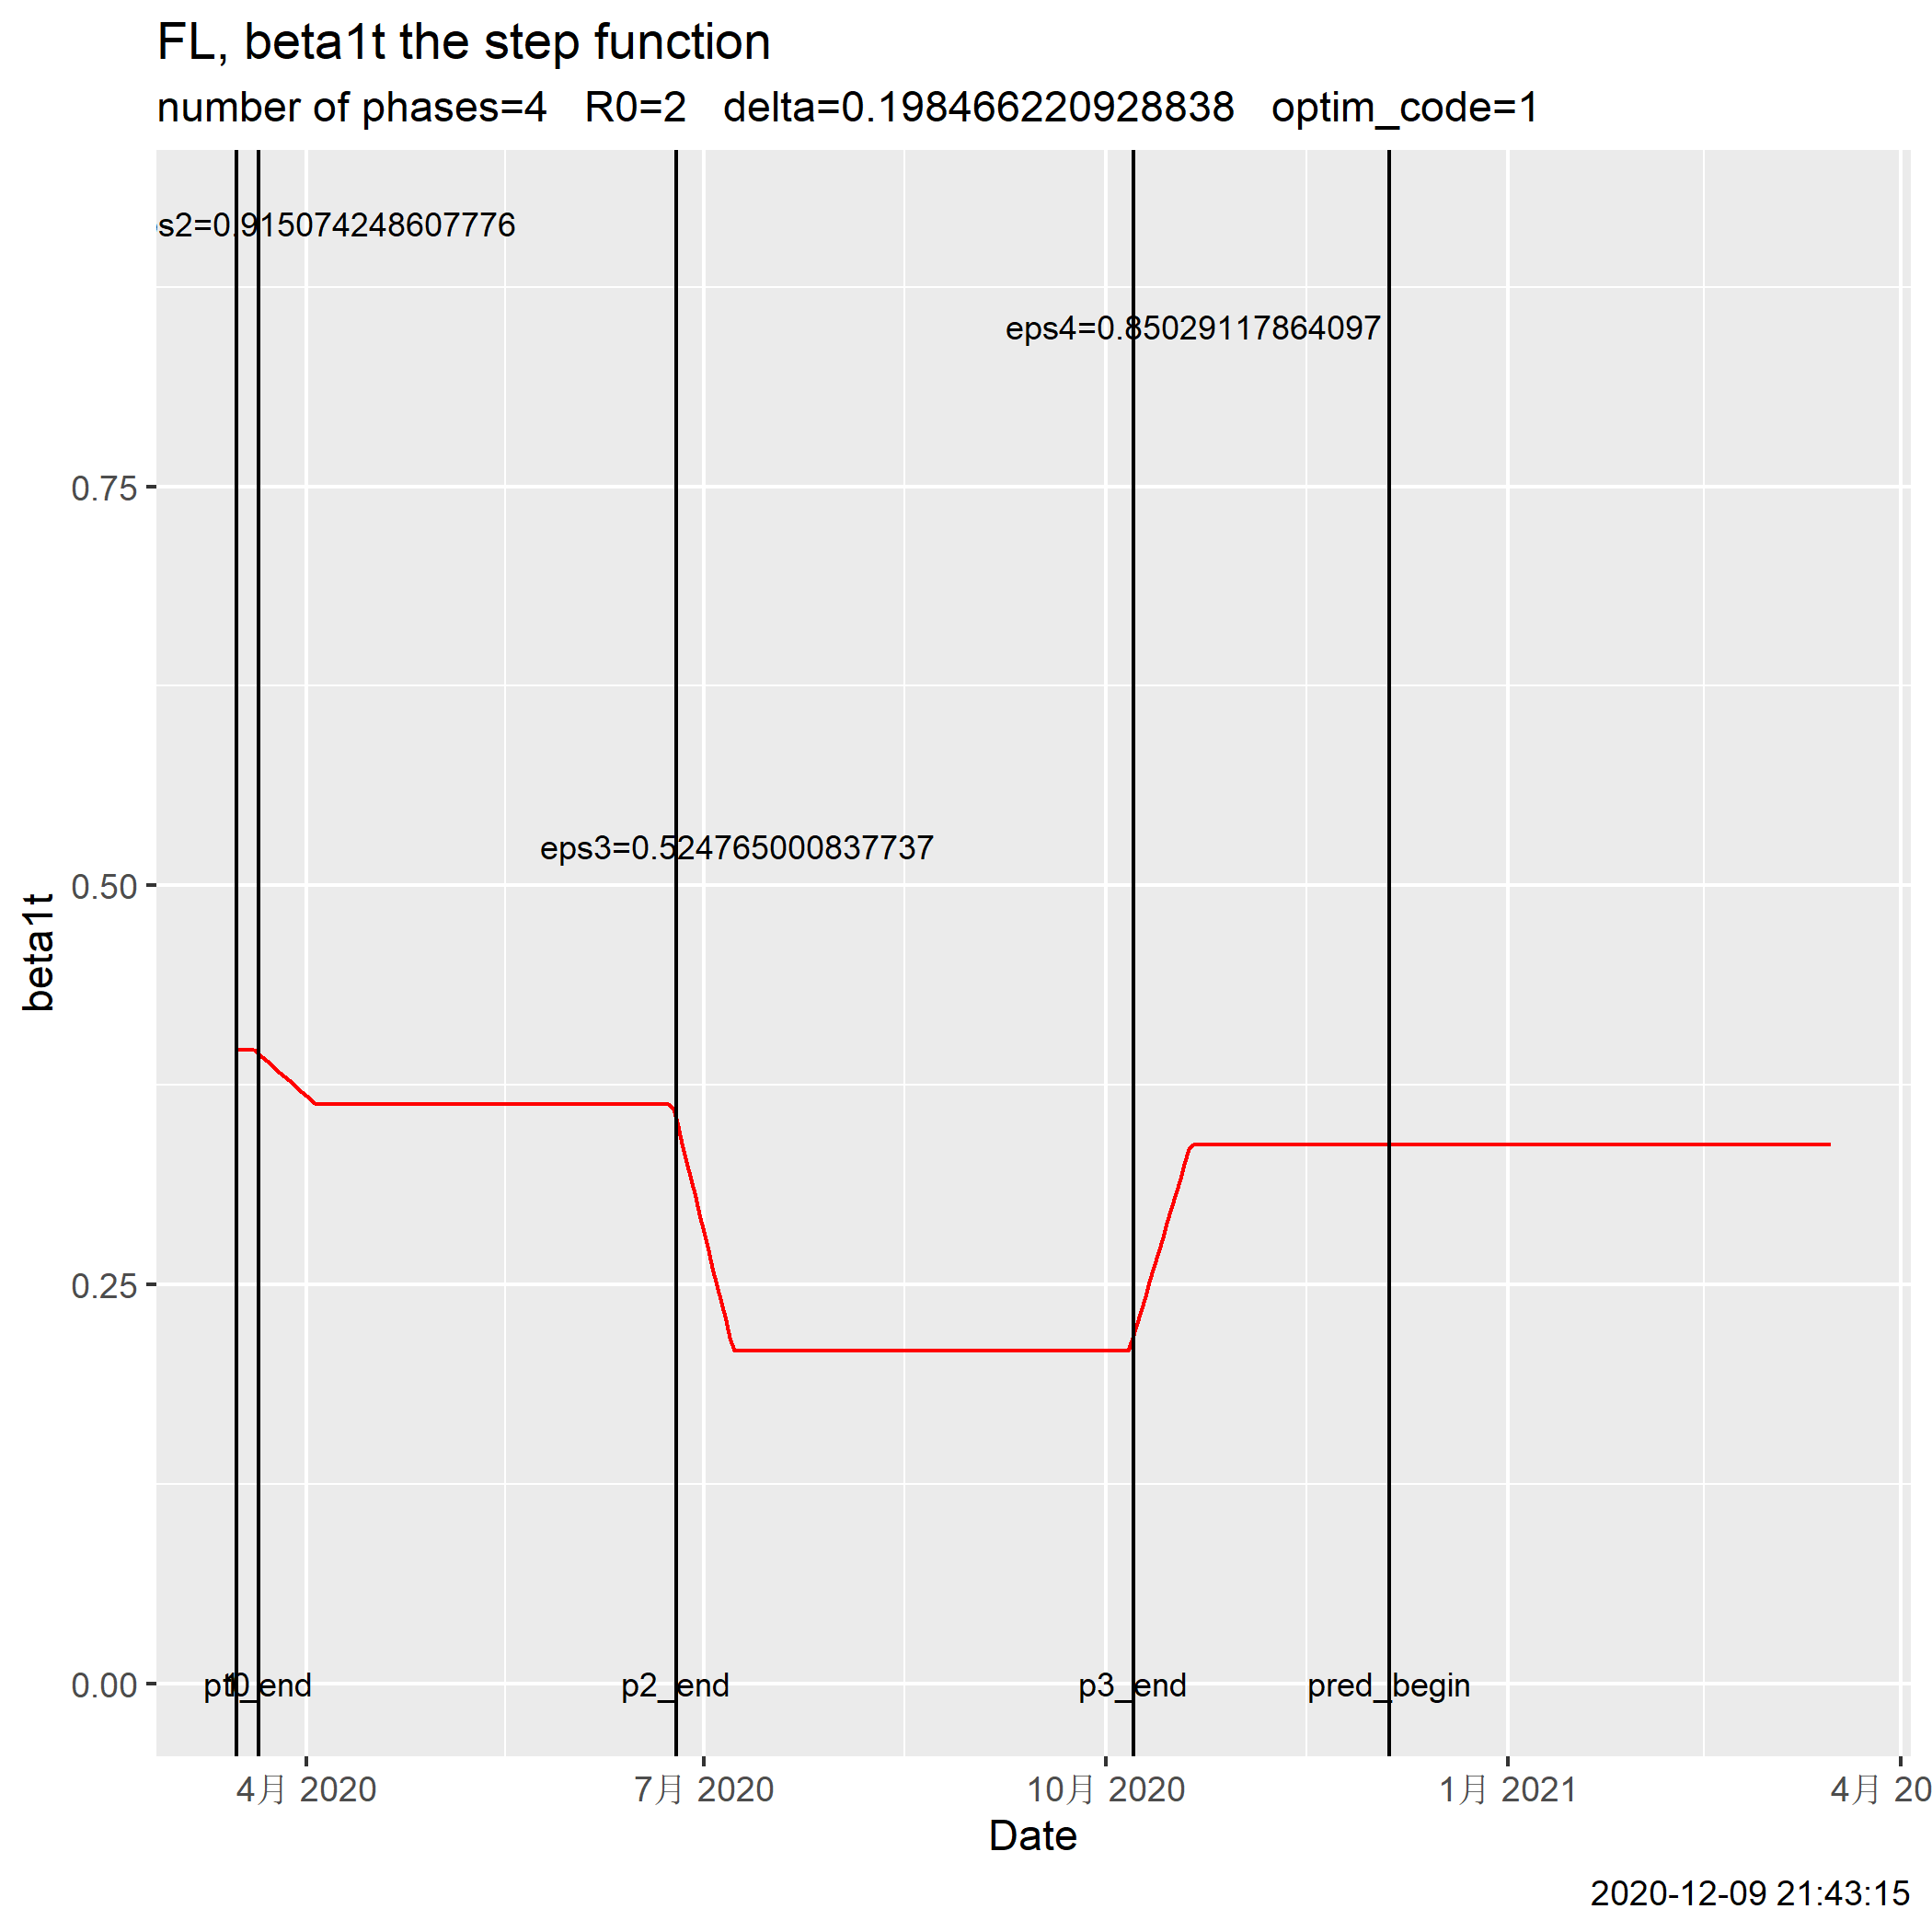 FL, beta1t the step function
number of phases=4   R0=2   delta=0.198466220928838   optim_code=1
s2=0.915074248607776
eps4=0.85029117864097
0.75
eps3=0.524765000837737
0.50
beta1t
0.25
0.00
p2_end
p3_end
pred_begin
4月 2020
7月 2020
10月 2020
1月 2021
4月 20
Date
2020-12-09 21:43:15